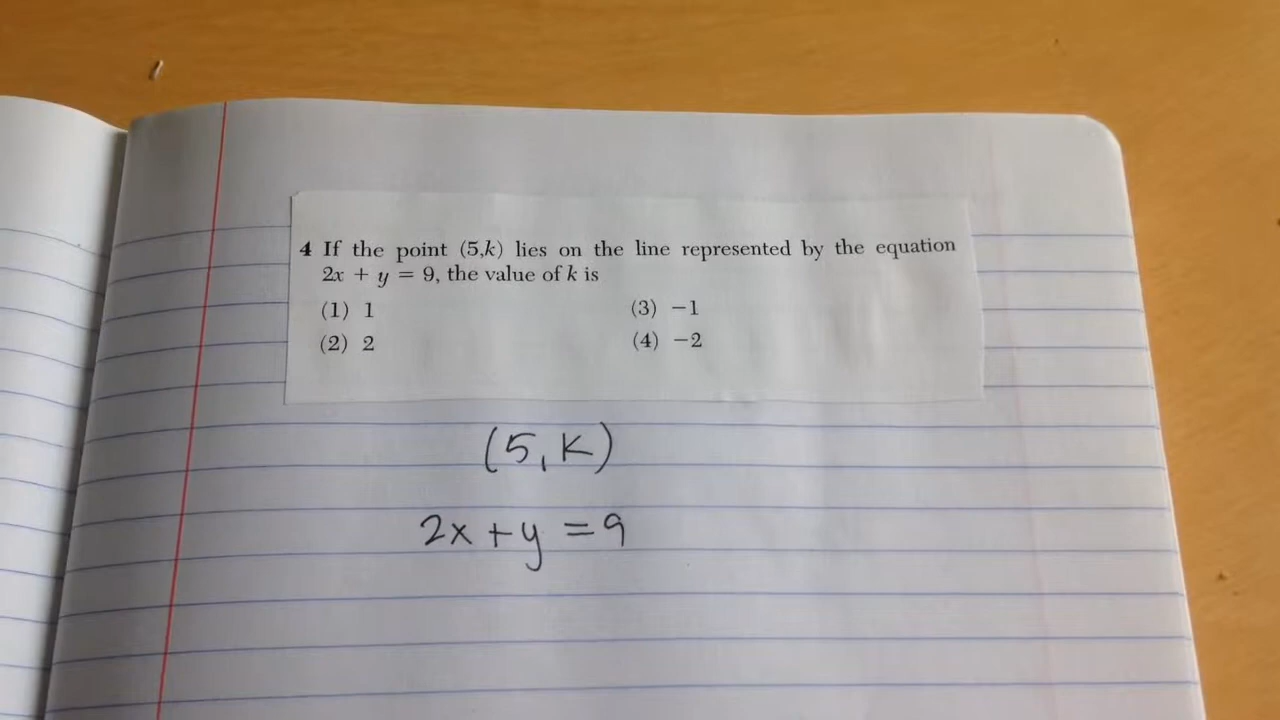 4 If the point (5,k) lies on the line represented by the equation
2x + y = 9, the value of k is
(1) 1 (3) −1
(2) 2 (4) −2
(5, K)
2x + y = 9